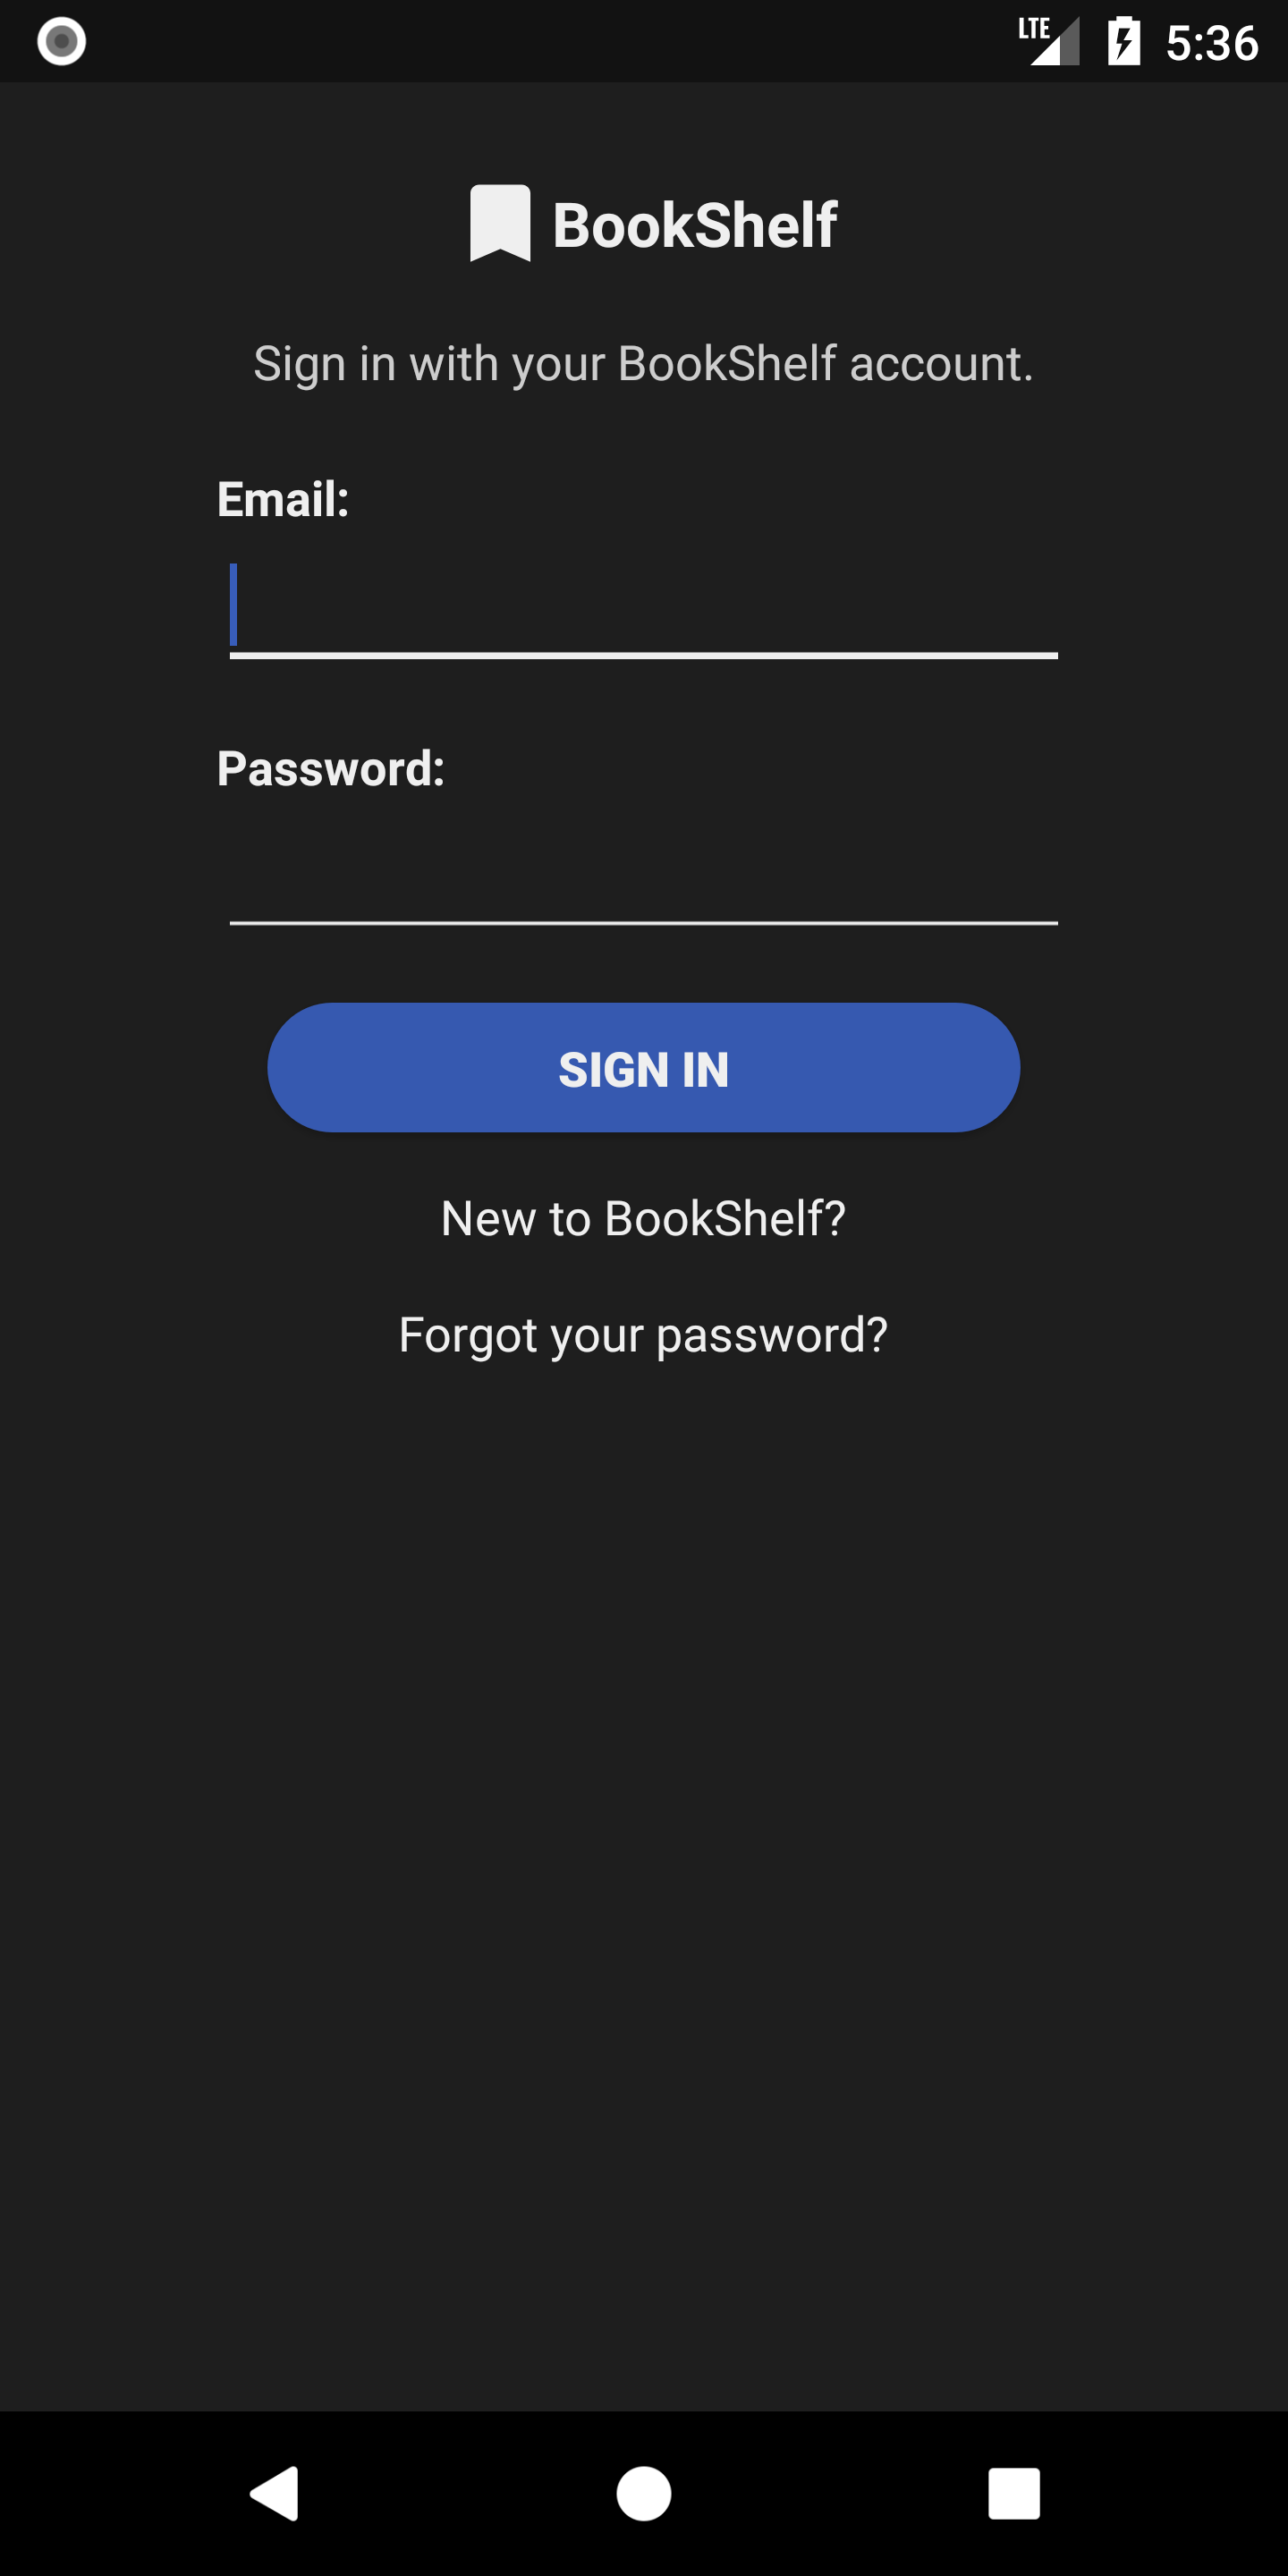 LTE 5:36
BookShelf
Sign in with your BookShelf account.
Email:
Password:
SIGN IN
New to BookShelf?
Forgot your password?